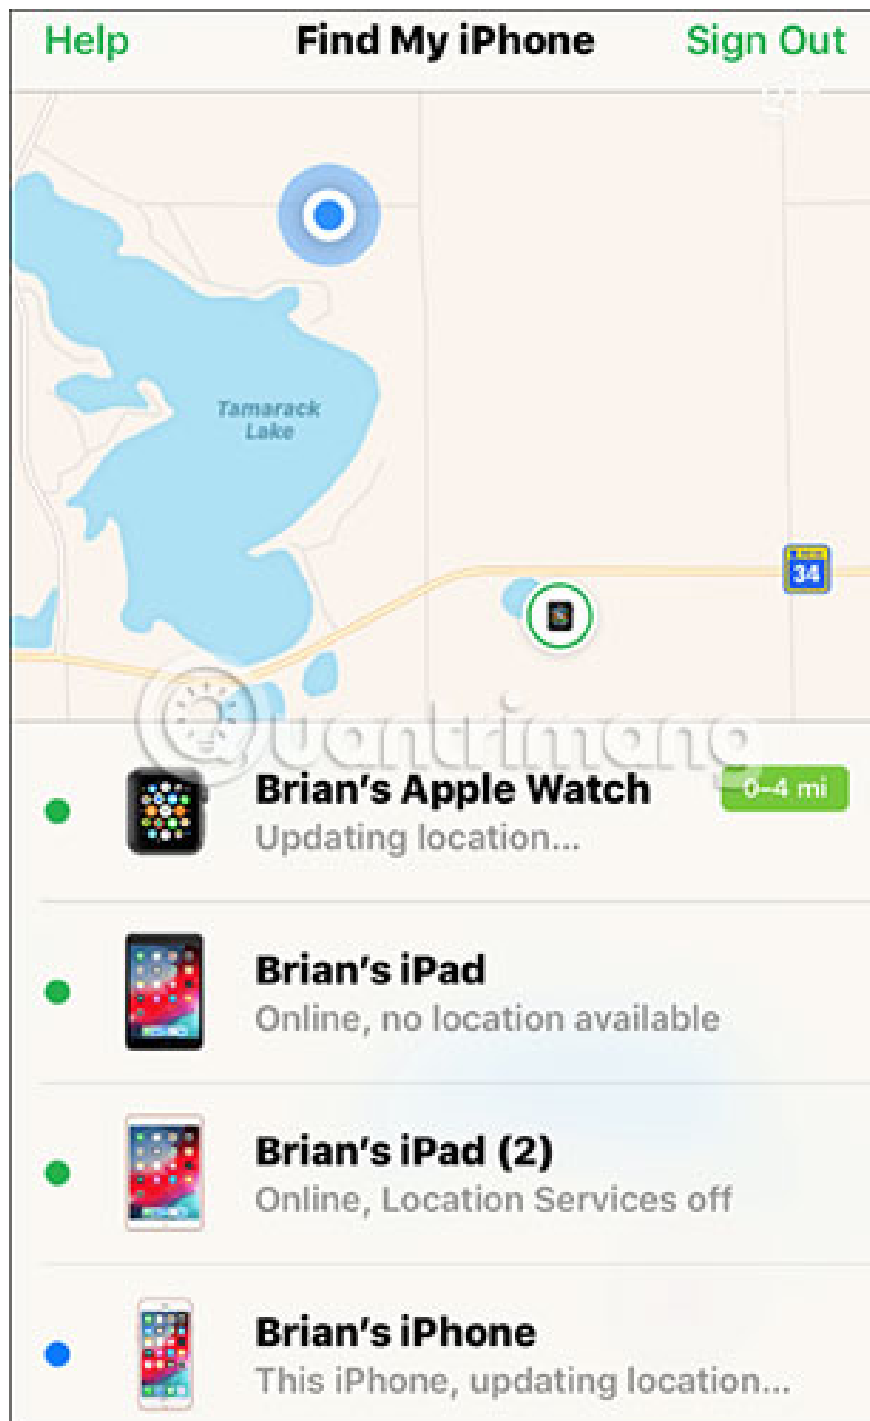 Help Find My iPhone Sign Out
Tamarack
Lake
34
Quantrimang
Brian's Apple Watch 0–4 mi
Updating location...
Brian's iPad
Online, no location available
Brian's iPad (2)
Online, Location Services off
Brian's iPhone
This iPhone, updating location...